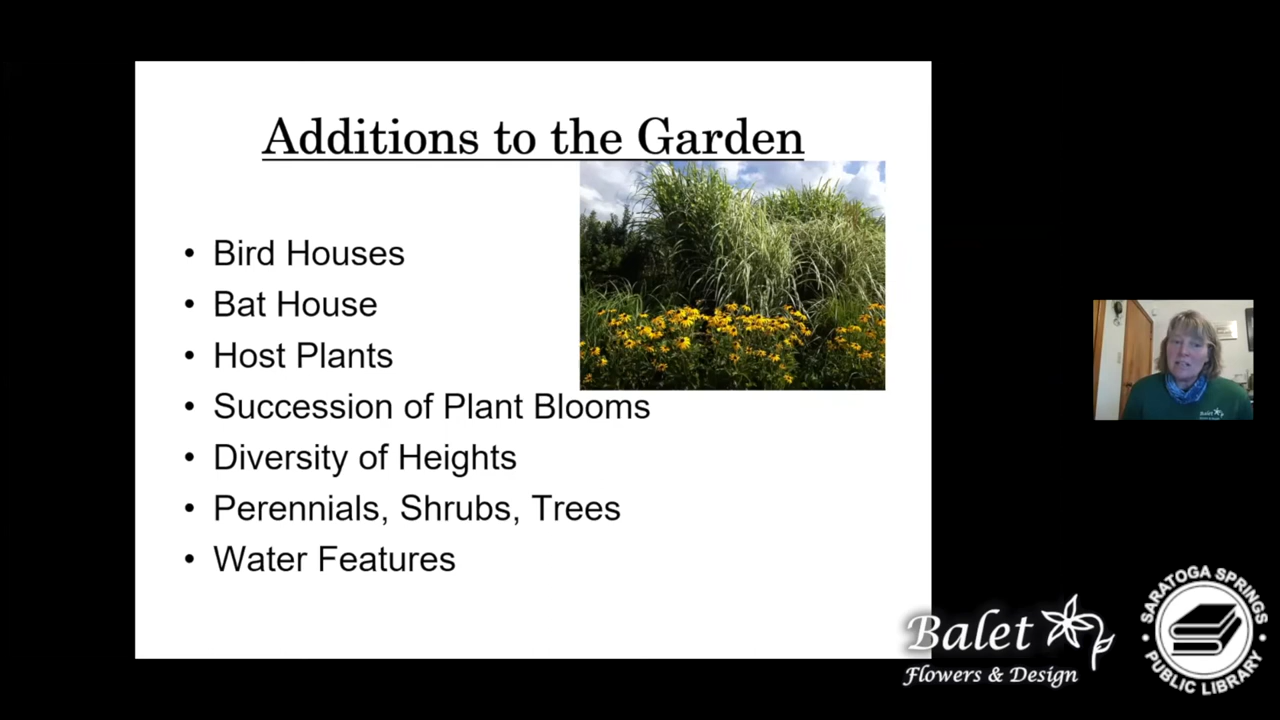 Additions to the Garden
• Bird Houses
• Bat House
• Host Plants
• Succession of Plant Blooms
• Diversity of Heights
• Perennials, Shrubs, Trees
• Water Features
Balet
Balet
Flowers & Design
SARATOGA SPRINGS
PUBLIC LIBRARY